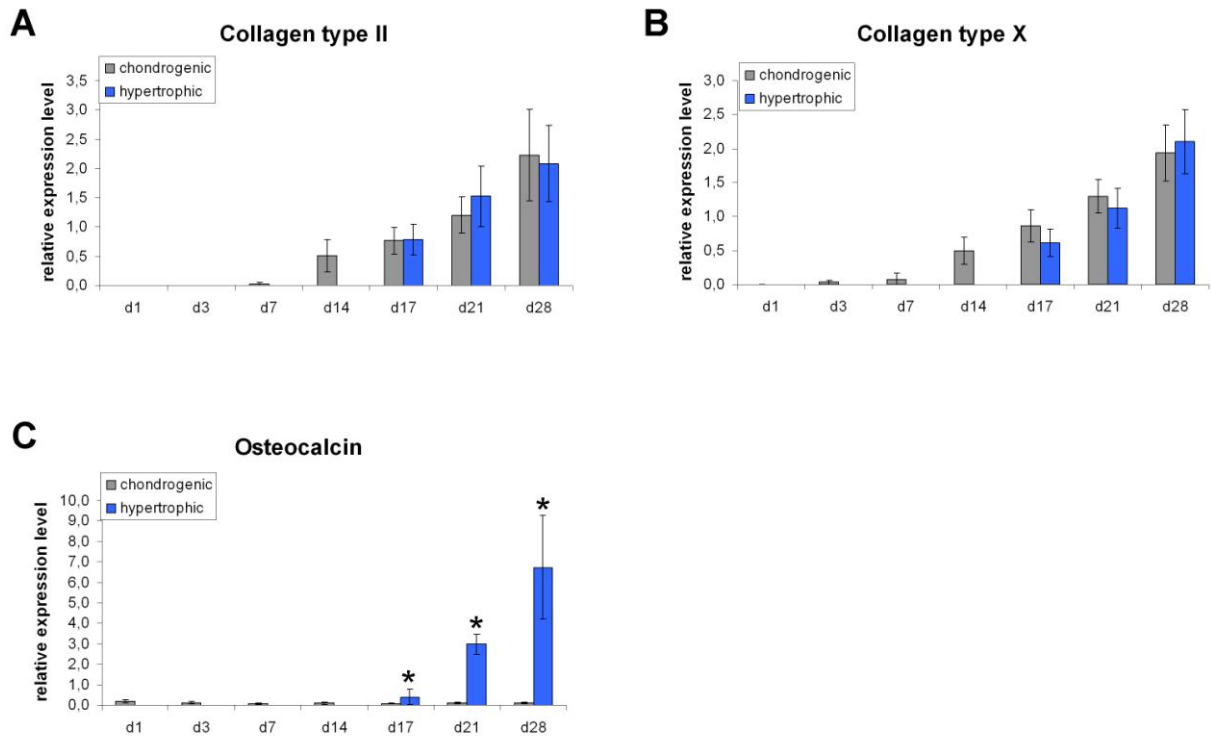 A
Collagen type II
chondrogenic
hypertrophic
relative expression level
3,5
3,0
2,5
2,0
1,5
1,0
0,5
0,0
d1 d3 d7 d14 d17 d21 d28
B
Collagen type X
chondrogenic
hypertrophic
relative expression level
3,0
2,5
2,0
1,5
1,0
0,5
0,0
d1 d3 d7 d14 d17 d21 d28
C
Osteocalcin
chondrogenic
hypertrophic
relative expression level
10,0
9,0
8,0
7,0
6,0
5,0
4,0
3,0
2,0
1,0
0,0
*
*
*
d1 d3 d7 d14 d17 d21 d28